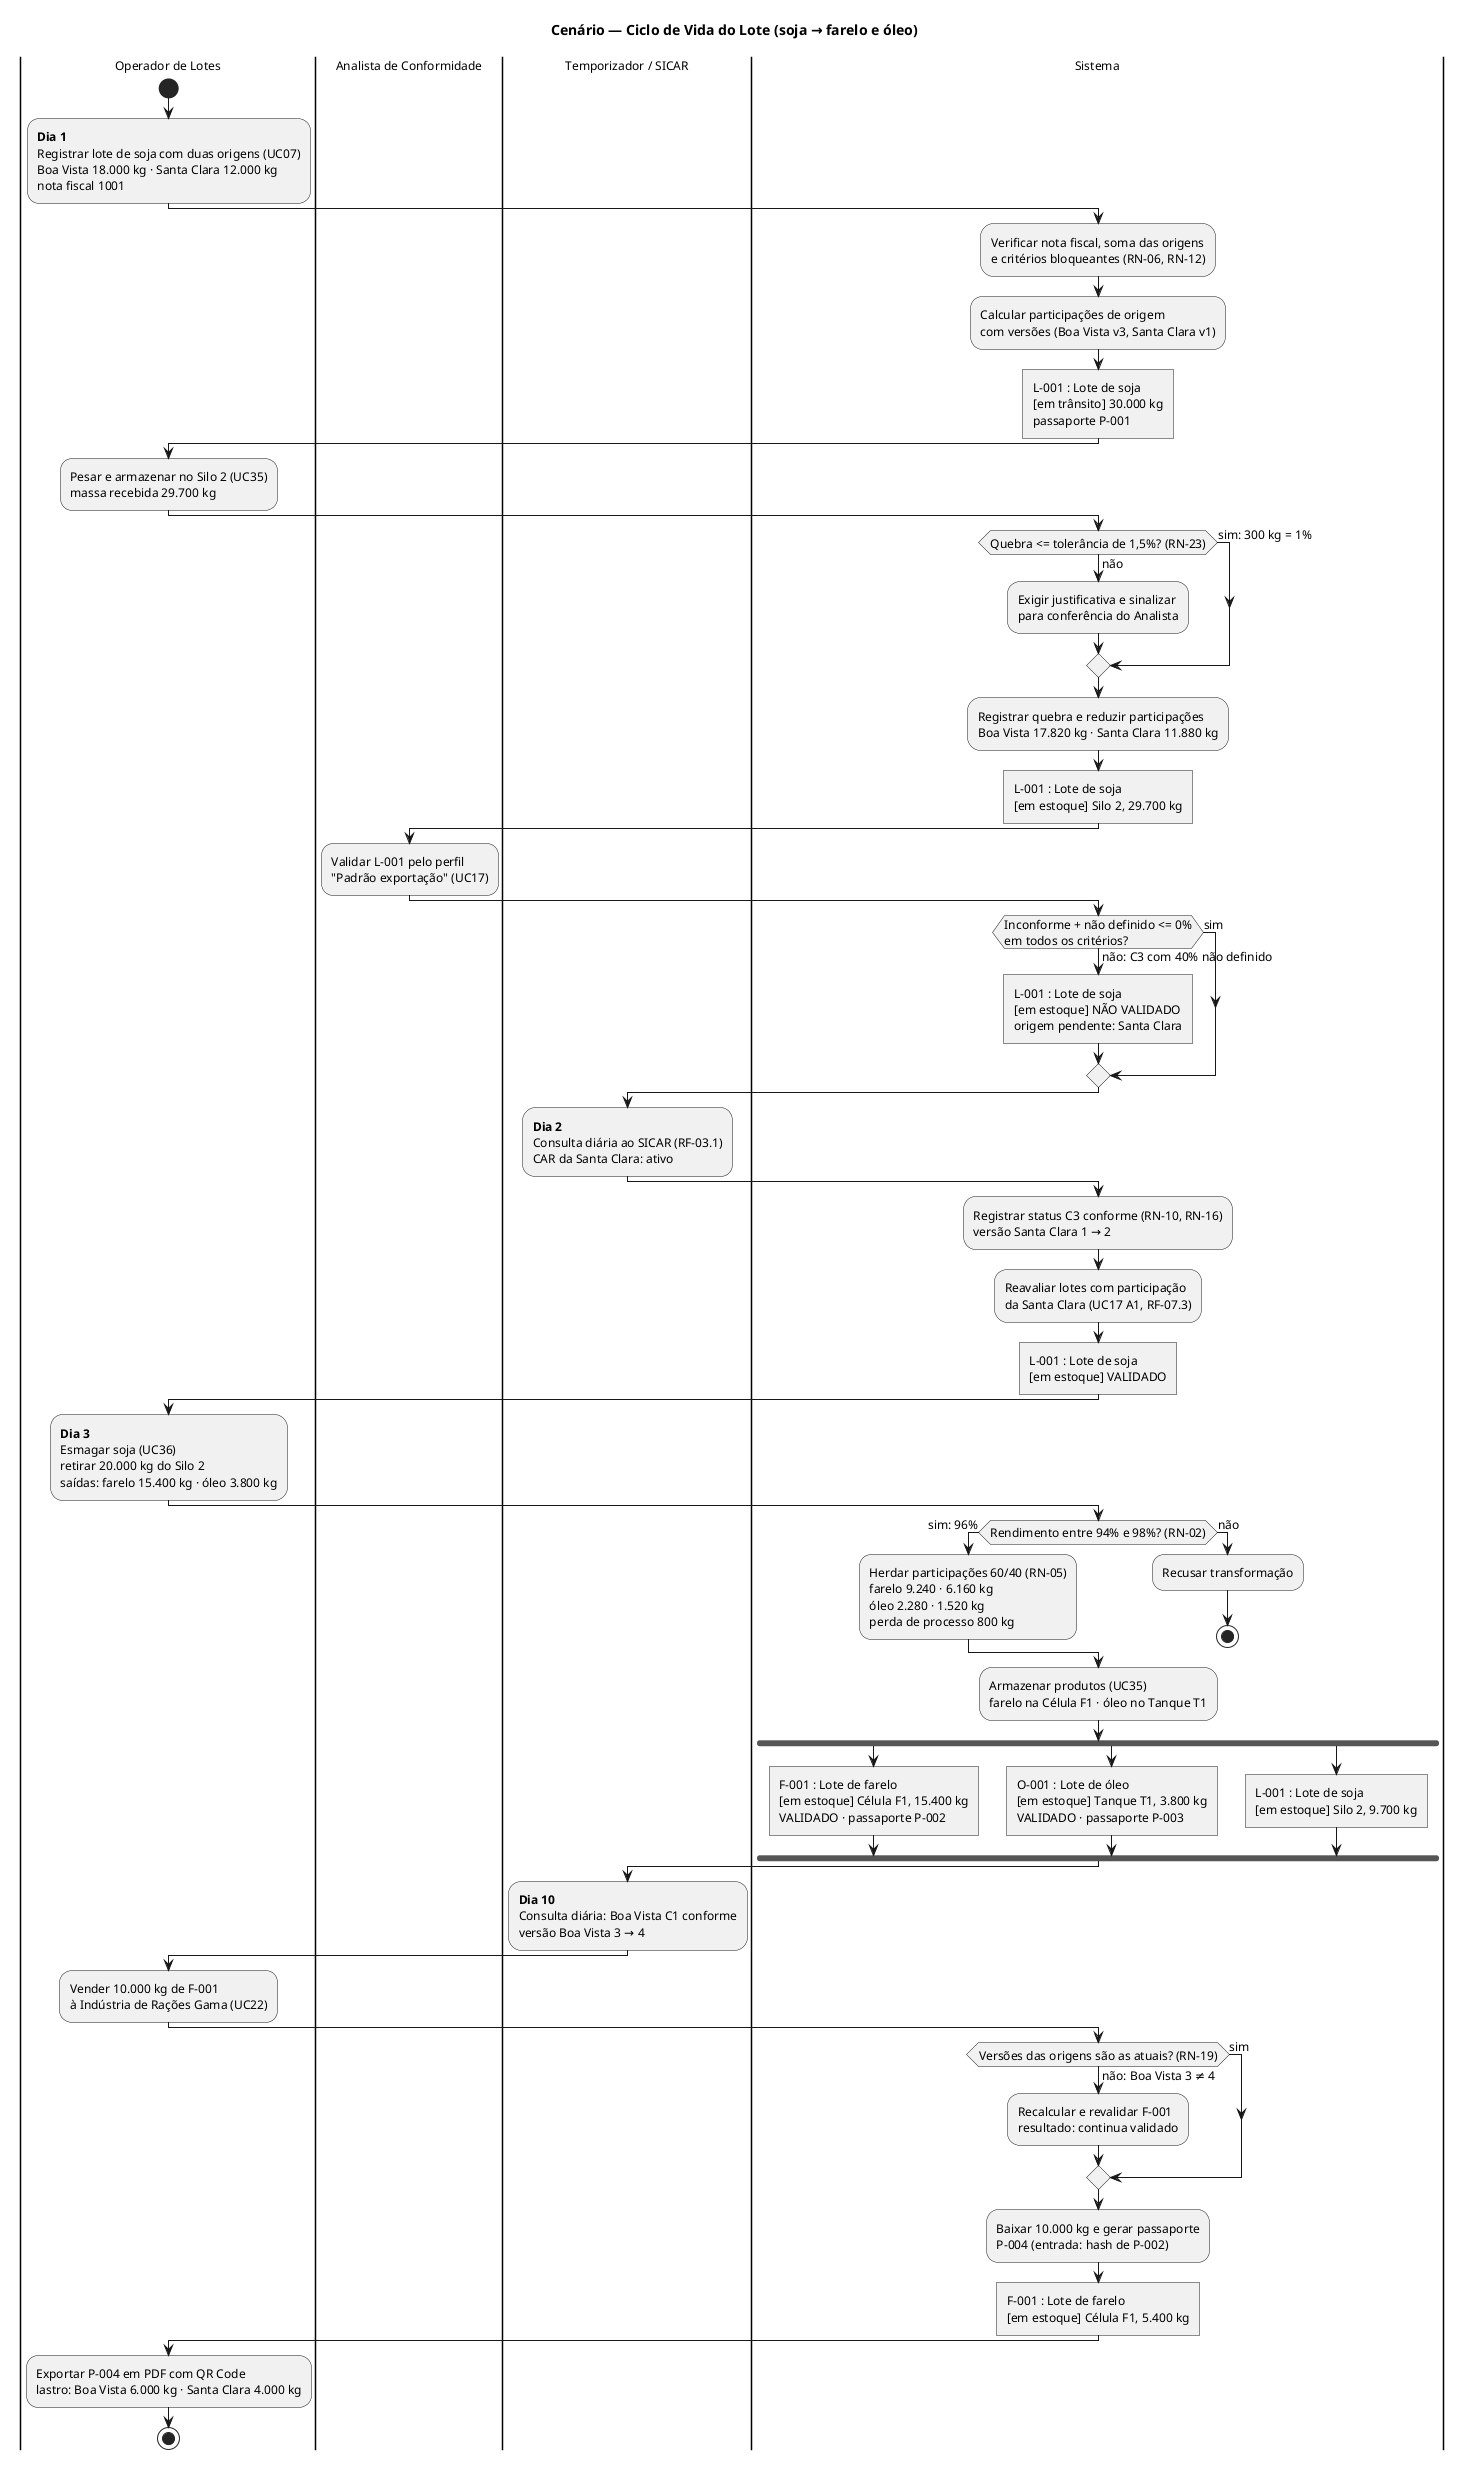 Cenário — Ciclo de Vida do Lote (soja → farelo e óleo)
Operador de Lotes
Analista de Conformidade
Temporizador / SICAR
Sistema
Dia 1
Registrar lote de soja com duas origens (UC07)
Boa Vista 18.000 kg · Santa Clara 12.000 kg
nota fiscal 1001
Verificar nota fiscal, soma das origens
e critérios bloqueantes (RN-06, RN-12)
Calcular participações de origem
com versões (Boa Vista v3, Santa Clara v1)
L-001 : Lote de soja
[em trânsito] 30.000 kg
passaporte P-001
Pesar e armazenar no Silo 2 (UC35)
massa recebida 29.700 kg
Quebra <= tolerância de 1,5%? (RN-23)
sim: 300 kg = 1%
não
Exigir justificativa e sinalizar
para conferência do Analista
Registrar quebra e reduzir participações
Boa Vista 17.820 kg · Santa Clara 11.880 kg
L-001 : Lote de soja
[em estoque] Silo 2, 29.700 kg
Validar L-001 pelo perfil
"Padrão exportação" (UC17)
Inconforme + não definido <= 0%
em todos os critérios?
sim
não: C3 com 40% não definido
L-001 : Lote de soja
[em estoque] NÃO VALIDADO
origem pendente: Santa Clara
Dia 2
Consulta diária ao SICAR (RF-03.1)
CAR da Santa Clara: ativo
Registrar status C3 conforme (RN-10, RN-16)
versão Santa Clara 1 → 2
Reavaliar lotes com participação
da Santa Clara (UC17 A1, RF-07.3)
L-001 : Lote de soja
[em estoque] VALIDADO
Dia 3
Esmagar soja (UC36)
retirar 20.000 kg do Silo 2
saídas: farelo 15.400 kg · óleo 3.800 kg
sim: 96%
Rendimento entre 94% e 98%? (RN-02)
não
Herdar participações 60/40 (RN-05)
farelo 9.240 · 6.160 kg
óleo 2.280 · 1.520 kg
perda de processo 800 kg
Recusar transformação
Armazenar produtos (UC35)
farelo na Célula F1 · óleo no Tanque T1
F-001 : Lote de farelo
[em estoque] Célula F1, 15.400 kg
VALIDADO · passaporte P-002
O-001 : Lote de óleo
[em estoque] Tanque T1, 3.800 kg
VALIDADO · passaporte P-003
L-001 : Lote de soja
[em estoque] Silo 2, 9.700 kg
Dia 10
Consulta diária: Boa Vista C1 conforme
versão Boa Vista 3 → 4
Vender 10.000 kg de F-001
à Indústria de Rações Gama (UC22)
Versões das origens são as atuais? (RN-19)
sim
não: Boa Vista 3 ≠ 4
Recalcular e revalidar F-001
resultado: continua validado
Baixar 10.000 kg e gerar passaporte
P-004 (entrada: hash de P-002)
F-001 : Lote de farelo
[em estoque] Célula F1, 5.400 kg
Exportar P-004 em PDF com QR Code
lastro: Boa Vista 6.000 kg · Santa Clara 4.000 kg